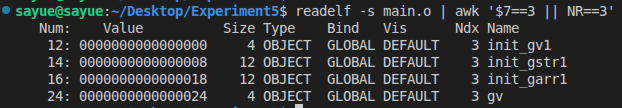 sayue@sayue:~/Desktop/Experiment5$ readelf -s main.o | awk '$7==3 || NR==3'
Num: Value Size Type Bind Vis Ndx Name
12: 0000000000000000 4 OBJECT GLOBAL DEFAULT 3 init_gv1
14: 0000000000000008 12 OBJECT GLOBAL DEFAULT 3 init_gstr1
16: 0000000000000018 12 OBJECT GLOBAL DEFAULT 3 init_garr1
24: 0000000000000024 4 OBJECT GLOBAL DEFAULT 3 gv